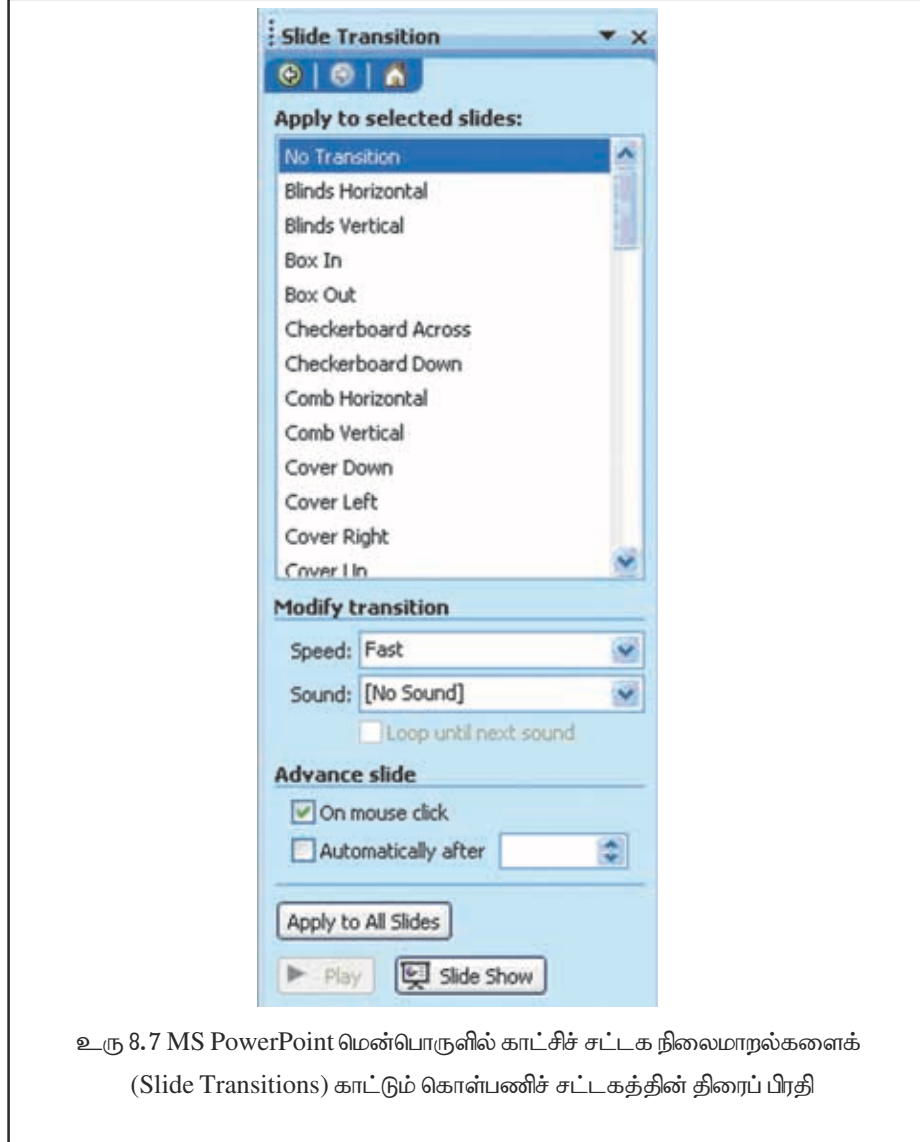 Slide Transition
Apply to selected slides:
No Transition
Blinds Horizontal
Blinds Vertical
Box In
Box Out
Checkerboard Across
Checkerboard Down
Comb Horizontal
Comb Vertical
Cover Down
Cover Left
Cover Right
Cover Up
Modify transition
Speed: Fast
Sound: [No Sound]
Loop until next sound
Advance slide
On mouse click
Automatically after
Apply to All Slides
Play Slide Show
உரு 8.7 MS PowerPoint மென்பொருளில் காட்சிச் சட்டக நிலைமாறல்களைக்
(Slide Transitions) காட்டும் கொள்பணிச் சட்டகத்தின் திரைப் பிரதி